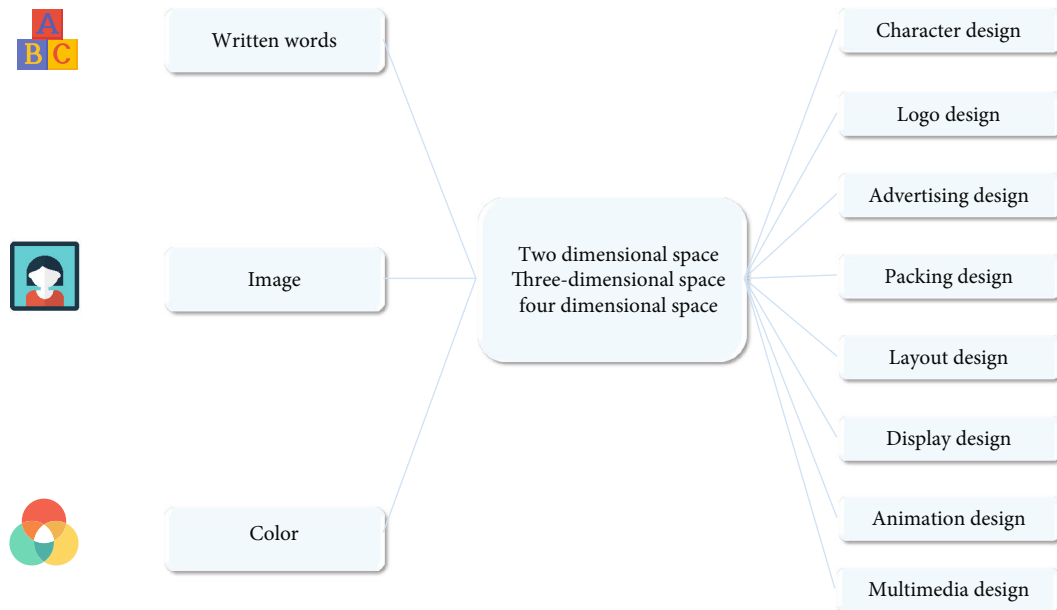 A
B C
Written words
Image
Color
Two dimensional space
Three-dimensional space
four dimensional space
Character design
Logo design
Advertising design
Packing design
Layout design
Display design
Animation design
Multimedia design